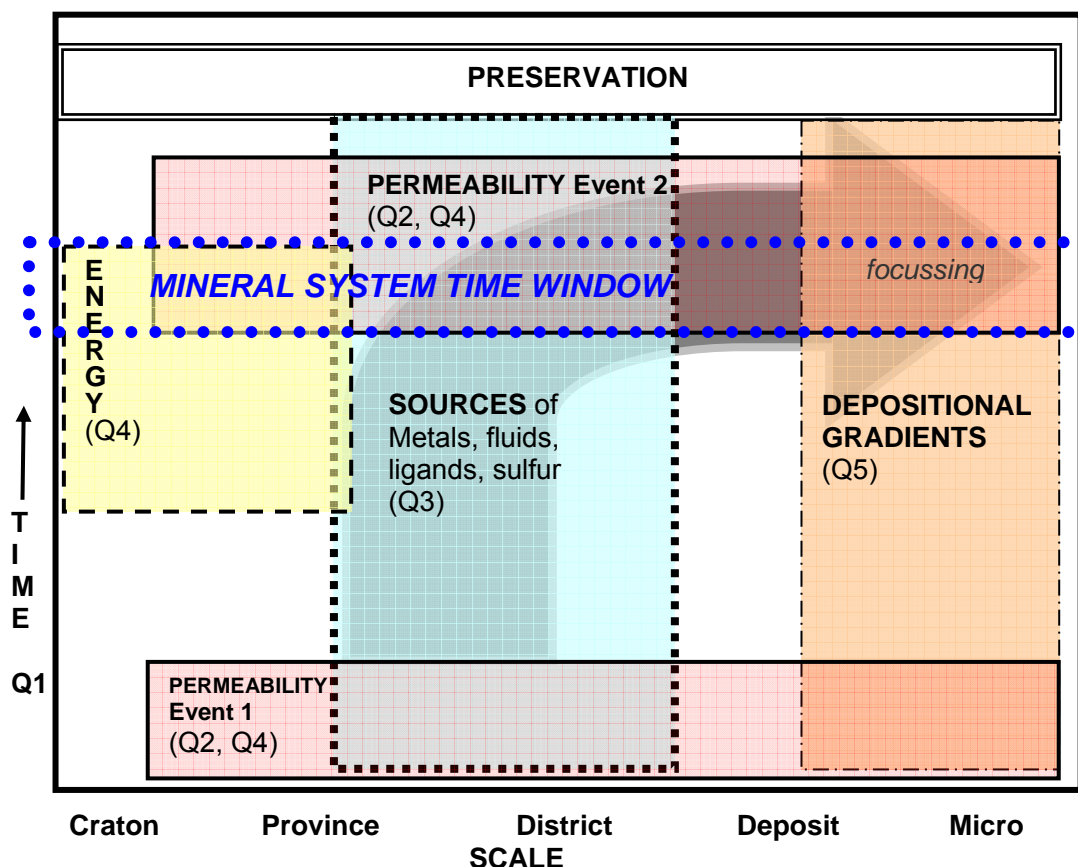 PRESERVATION
PERMEABILITY Event 2
(Q2, Q4)
MINERAL SYSTEM TIME WINDOW
focussing
E
N
E
R
G
Y
(Q4)
SOURCES of
Metals, fluids,
ligands, sulfur
(Q3)
DEPOSITIONAL
GRADIENTS
(Q5)
T
I
M
E
Q1
PERMEABILITY
Event 1
(Q2, Q4)
Craton Province District Deposit Micro
SCALE